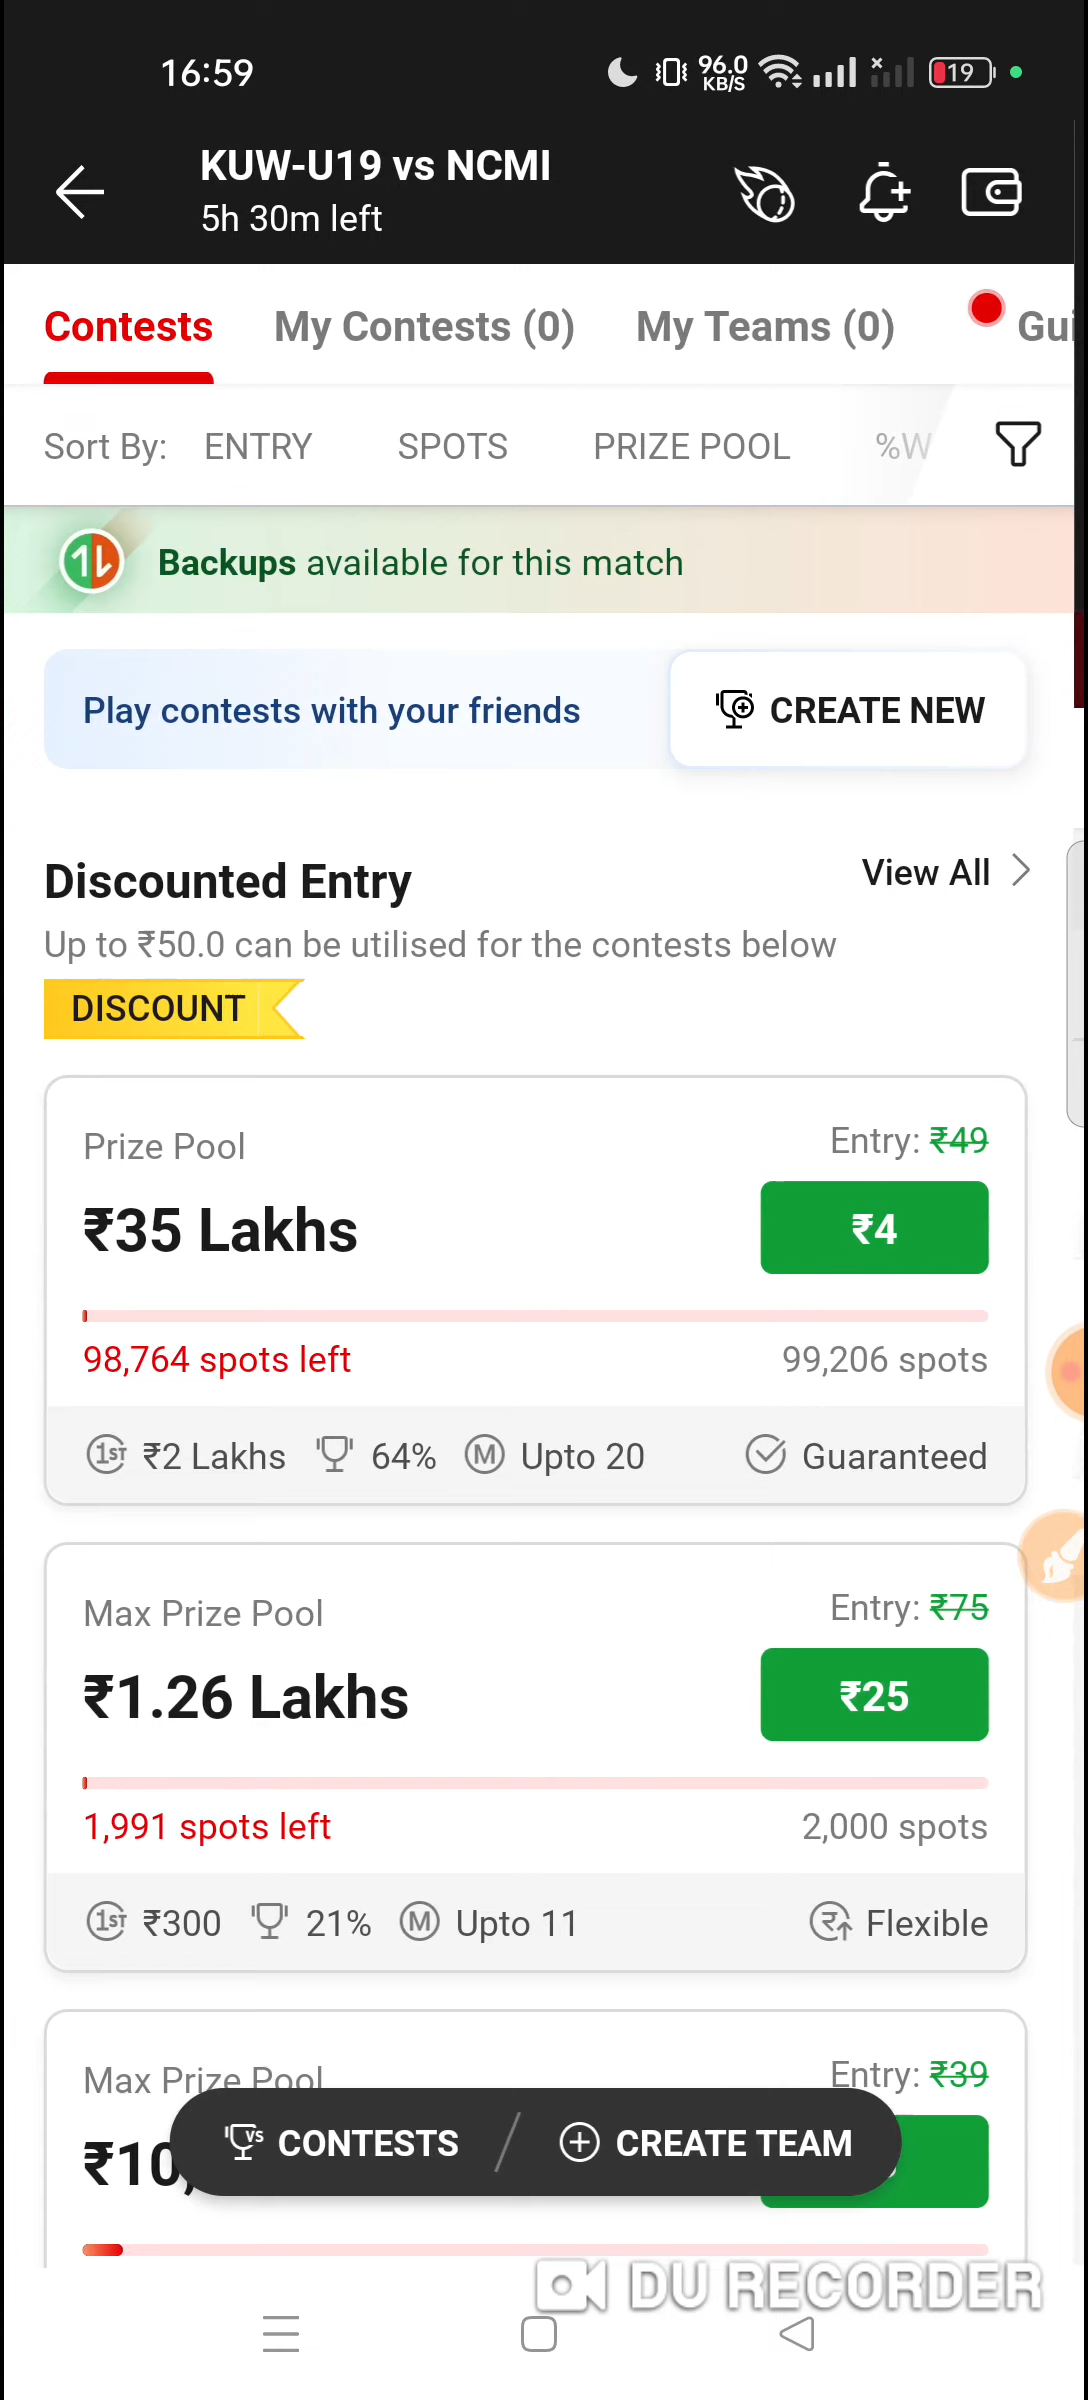 16:59
96.0
KB/S
19
KUW-U19 vs NCMI
5h 30m left
Contests
My Contests (0)
My Teams (0)
Gui
Sort By:
ENTRY
SPOTS
PRIZE POOL
%W
Backups available for this match
Play contests with your friends
CREATE NEW
Discounted Entry
View All
Up to ₹50.0 can be utilised for the contests below
DISCOUNT
Prize Pool
Entry: ₹49
₹35 Lakhs
₹4
98,764 spots left
99,206 spots
1ST ₹2 Lakhs
64%
M Upto 20
Guaranteed
Max Prize Pool
Entry: ₹75
₹1.26 Lakhs
₹25
1,991 spots left
2,000 spots
1ST ₹300
21%
M Upto 11
Flexible
Max Prize Pool
Entry: ₹39
₹10,
VS CONTESTS
CREATE TEAM
DU RECORDER